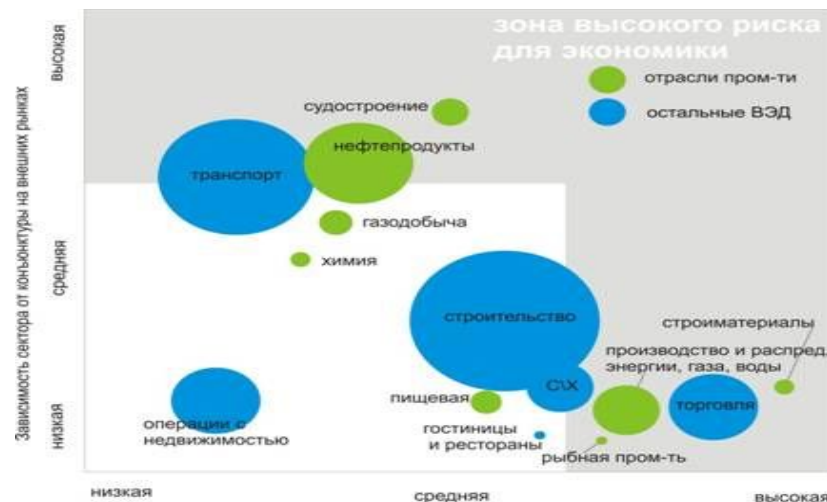 зона высокого риска
для экономики
отрасли пром-ти
остальные ВЭД
судостроение
нефтепродукты
транспорт
газодобыча
химия
строительство
стриматериалы
производство и распред.
энергии, газа, воды
С\Х
пищевая
торговля
операции с
недвижимостью
гостиницы
и рестораны
рыбная пром-ть
Зависимость сектора от конъюнктуры на внешних рынках
высокая
средняя
низкая
низкая
средняя
высокая